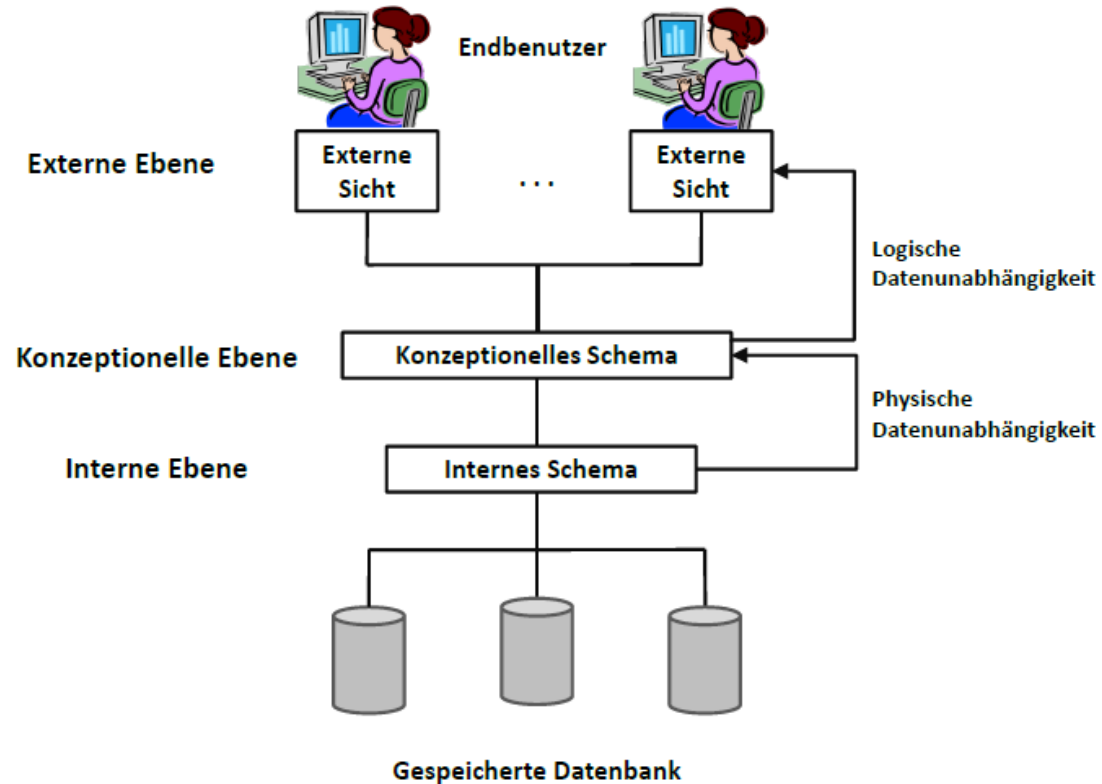 Endbenutzer
Externe Ebene
Externe
Sicht
...
Externe
Sicht
Logische
Datenunabhängigkeit
Konzeptionelle Ebene
Konzeptionelles Schema
Physische
Datenunabhängigkeit
Interne Ebene
Internes Schema
Gespeicherte Datenbank